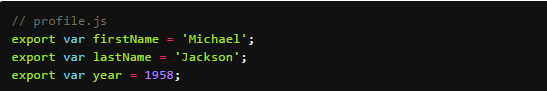 // profile.js
export var firstName = 'Michael';
export var lastName = 'Jackson';
export var year = 1958;